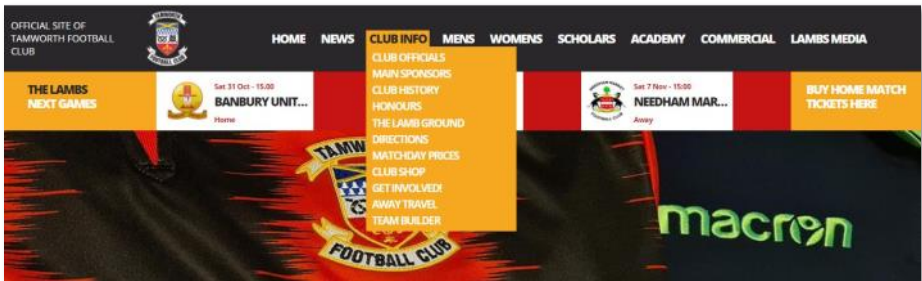 OFFICIAL SITE OF
TAMWORTH FOOTBALL
CLUB
HOME NEWS CLUB INFO MENS WOMENS SCHOLARS ACADEMY COMMERCIAL LAMBS MEDIA
CLUB OFFICIALS
MAIN SPONSORS
CLUB HISTORY
HONOURS
THE LAMB GROUND
DIRECTIONS
MATCHDAY PRICES
CLUB SHOP
GET INVOLVED!
AWAY TRAVEL
TEAM BUILDER
THE LAMBS
NEXT GAMES
Sat 31 Oct - 15.00
BANBURY UNIT...
Home
Sat 7 Nov - 15:00
NEEDHAM MAR...
Away
BUY HOME MATCH
TICKETS HERE
FOOTBALL CLUB
macron